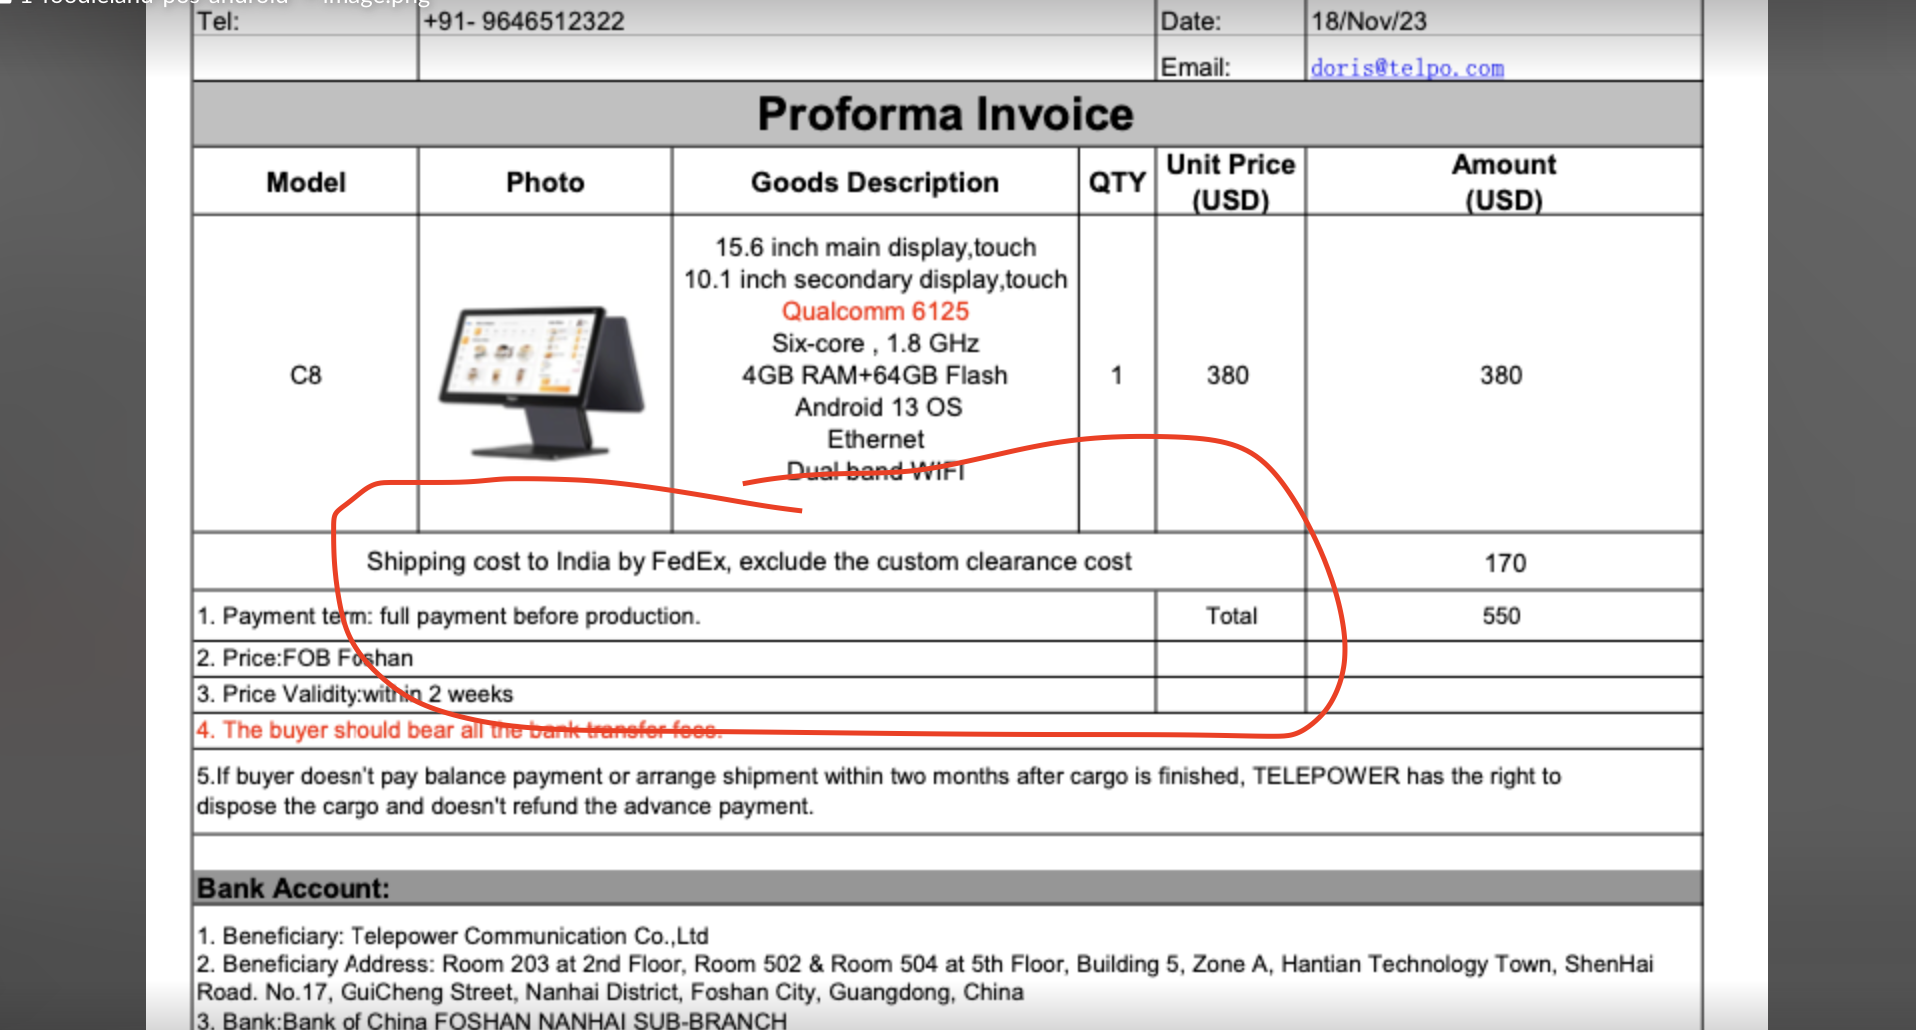 Tel: +91- 9646512322 Date: 18/Nov/23
Email: doris@telpo.com
Proforma Invoice
Model Photo Goods Description QTY Unit Price (USD) Amount (USD)
15.6 inch main display,touch
10.1 inch secondary display,touch
Qualcomm 6125
Six-core , 1.8 GHz
C8 4GB RAM+64GB Flash 1 380 380
Android 13 OS
Ethernet
Dual band WIFI
Shipping cost to India by FedEx, exclude the custom clearance cost 170
1. Payment term: full payment before production. Total 550
2. Price:FOB Foshan
3. Price Validity:within 2 weeks
4. The buyer should bear all the bank transfer fees.
5.If buyer doesn't pay balance payment or arrange shipment within two months after cargo is finished, TELEPOWER has the right to
dispose the cargo and doesn't refund the advance payment.
Bank Account:
1. Beneficiary: Telepower Communication Co.,Ltd
2. Beneficiary Address: Room 203 at 2nd Floor, Room 502 & Room 504 at 5th Floor, Building 5, Zone A, Hantian Technology Town, ShenHai
Road. No.17, GuiCheng Street, Nanhai District, Foshan City, Guangdong, China
3. Bank:Bank of China FOSHAN NANHAI SUB-BRANCH